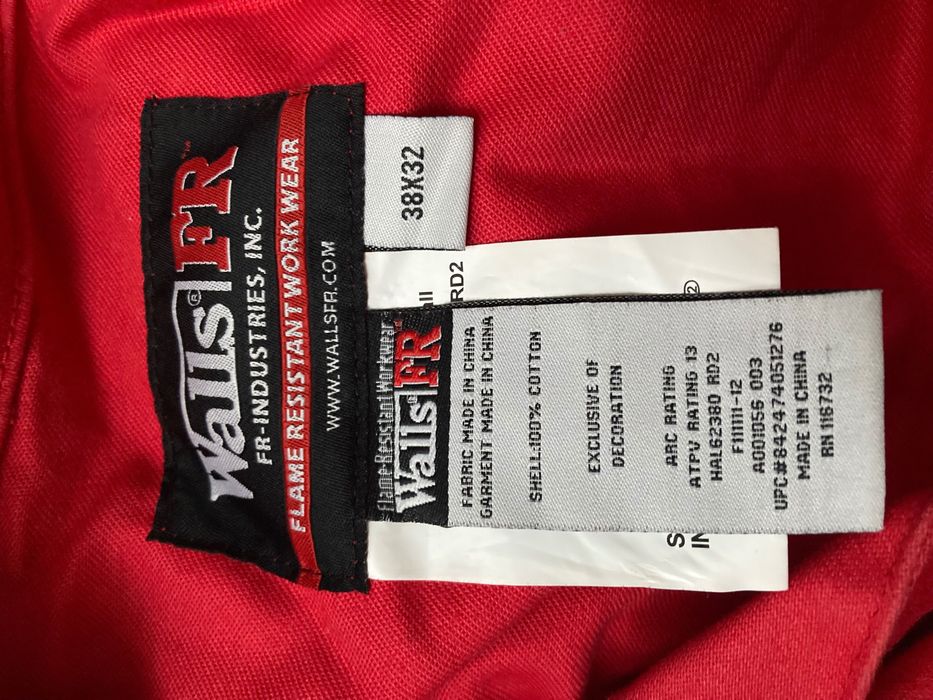 Walls® FR™
FR-INDUSTRIES, INC.
FLAME RESISTANT WORK WEAR
WWW.WALLSFR.COM
38X32
RD2
Flame-Resistant Workwear
Walls FR
FABRIC MADE IN CHINA
GARMENT MADE IN CHINA
SHELL:100% COTTON
EXCLUSIVE OF
DECORATION
ARC RATING
ATPV RATING 13
HAL62380 RD2
F111111-12
A001056 003
UPC#842474051276
MADE IN CHINA
RN 116732